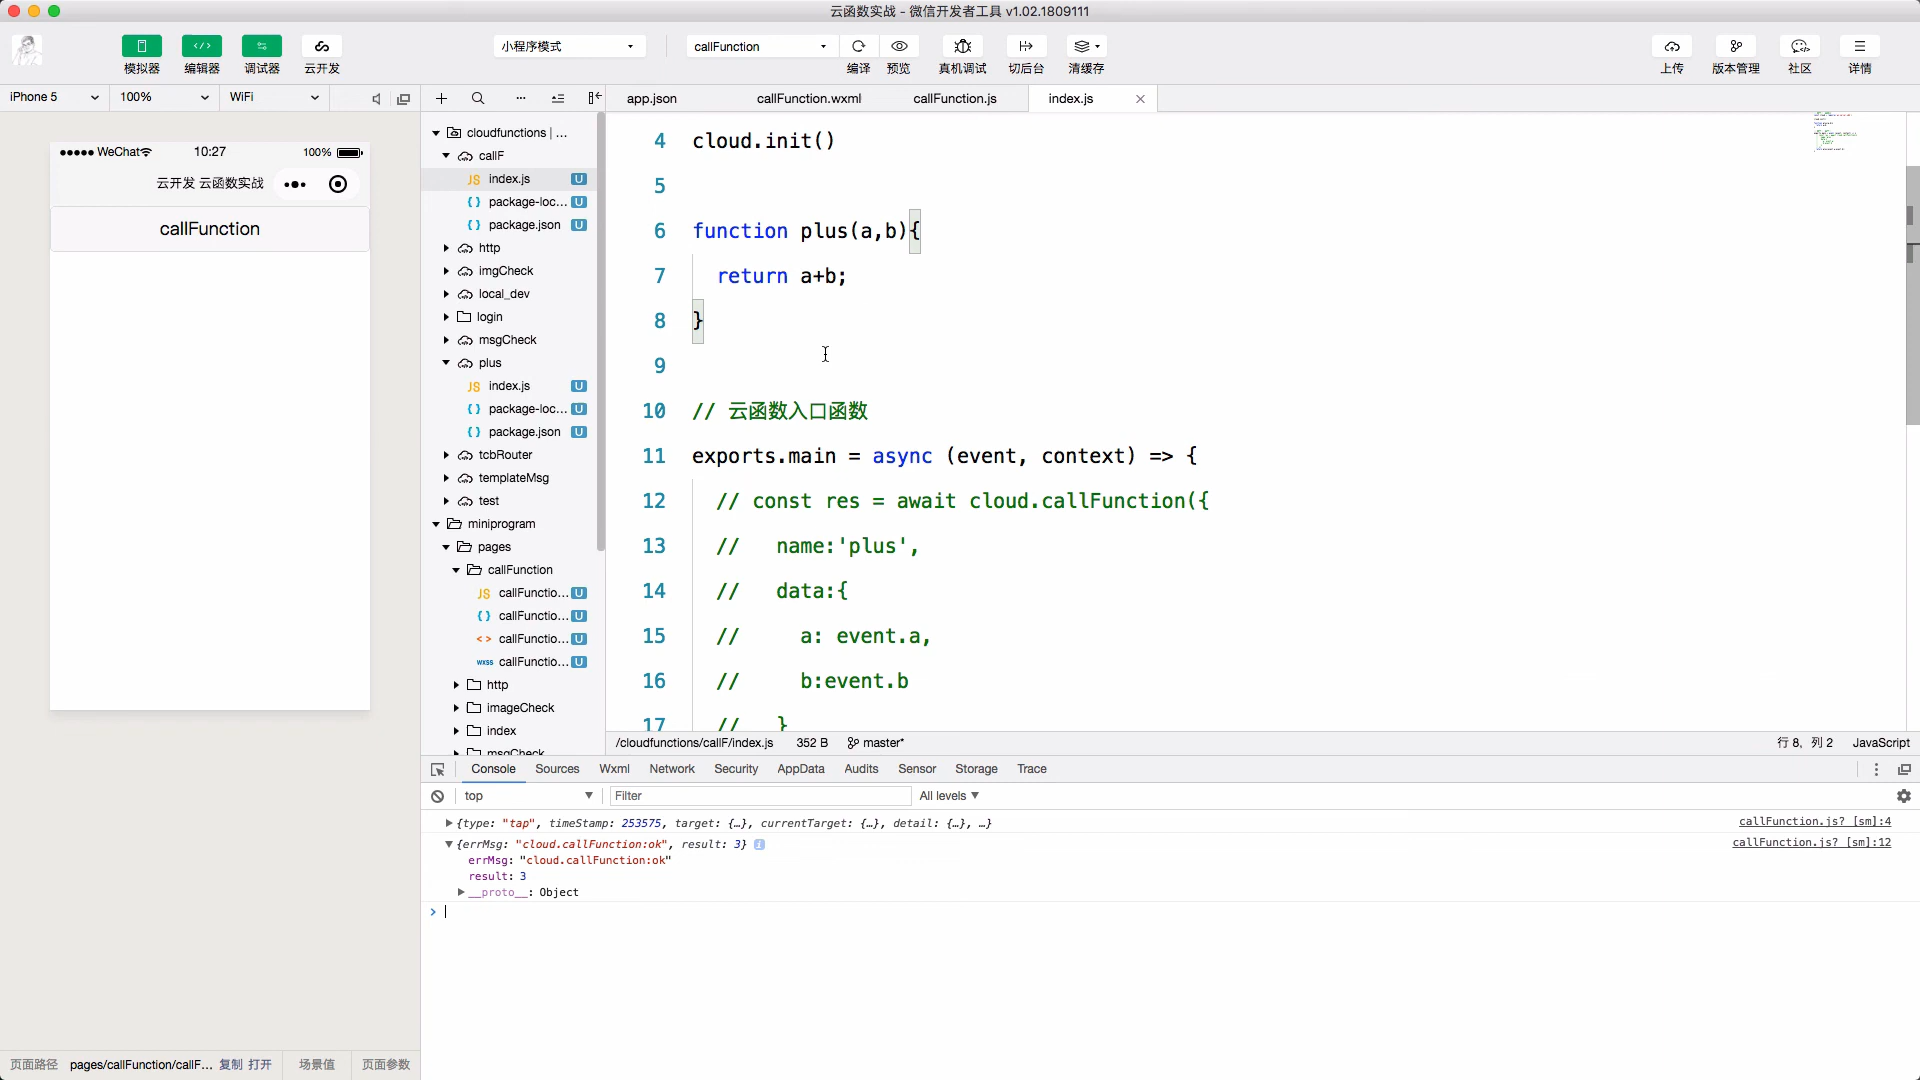 云函数实战 - 微信开发者工具 v1.02.1809111
模拟器 编辑器 调试器 云开发
小程序模式 callFunction
编译 预览 真机调试 切后台 清缓存
上传 版本管理 社区 详情
iPhone 5 100% WiFi
app.json callFunction.wxml callFunction.js index.js
WeChat 10:27 100%
云开发 云函数实战
callFunction
cloudfunctions | ...
callF
JS index.js U
{ } package-loc... U
{ } package.json U
http
imgCheck
local_dev
login
msgCheck
plus
JS index.js U
{ } package-loc... U
{ } package.json U
tcbRouter
templateMsg
test
miniprogram
pages
callFunction
JS callFunctio... U
{ } callFunctio... U
< > callFunctio... U
wxss callFunctio... U
http
imageCheck
index
msgCheck
4 cloud.init()
5
6 function plus(a,b){
7 return a+b;
8 }
9
10 // 云函数入口函数
11 exports.main = async (event, context) => {
12 // const res = await cloud.callFunction({
13 // name:'plus',
14 // data:{
15 // a: event.a,
16 // b:event.b
17 // }
/cloudfunctions/callF/index.js 352 B master*
行 8, 列 2 JavaScript
Console Sources Wxml Network Security AppData Audits Sensor Storage Trace
top Filter All levels
{type: "tap", timeStamp: 253575, target: {…}, currentTarget: {…}, detail: {…}, …} callFunction.js? [sm]:4
{errMsg: "cloud.callFunction:ok", result: 3} callFunction.js? [sm]:12
errMsg: "cloud.callFunction:ok"
result: 3
__proto__: Object
页面路径 pages/callFunction/callF... 复制 打开 场景值 页面参数